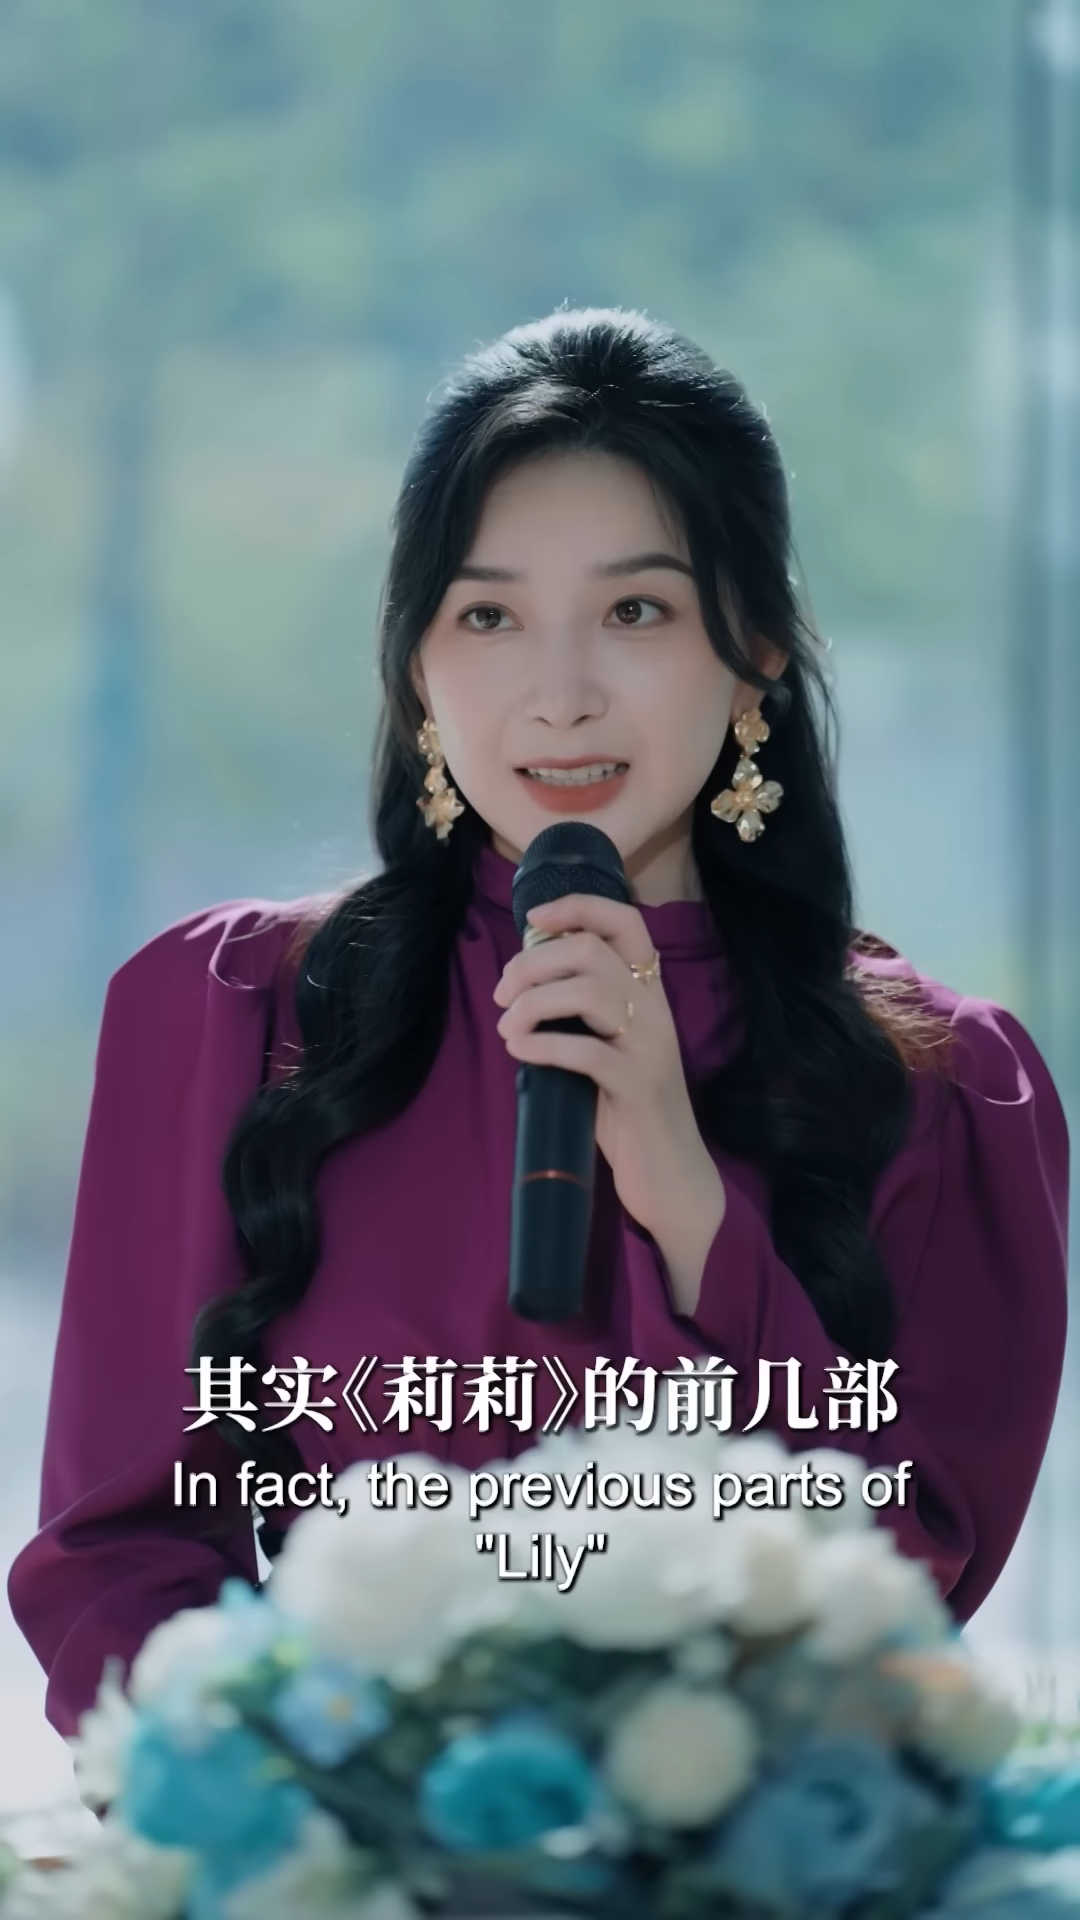 其实《莉莉》的前几部
In fact, the previous parts of
"Lily"